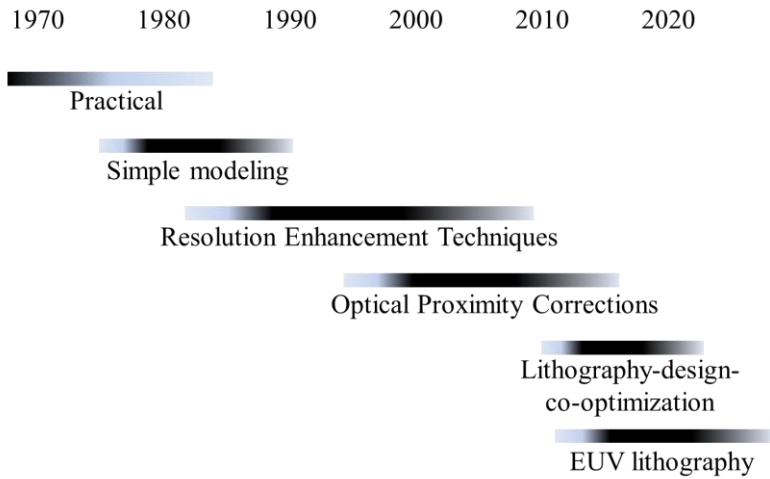 1970 1980 1990 2000 2010 2020
Practical
Simple modeling
Resolution Enhancement Techniques
Optical Proximity Corrections
Lithography-design-
co-optimization
EUV lithography